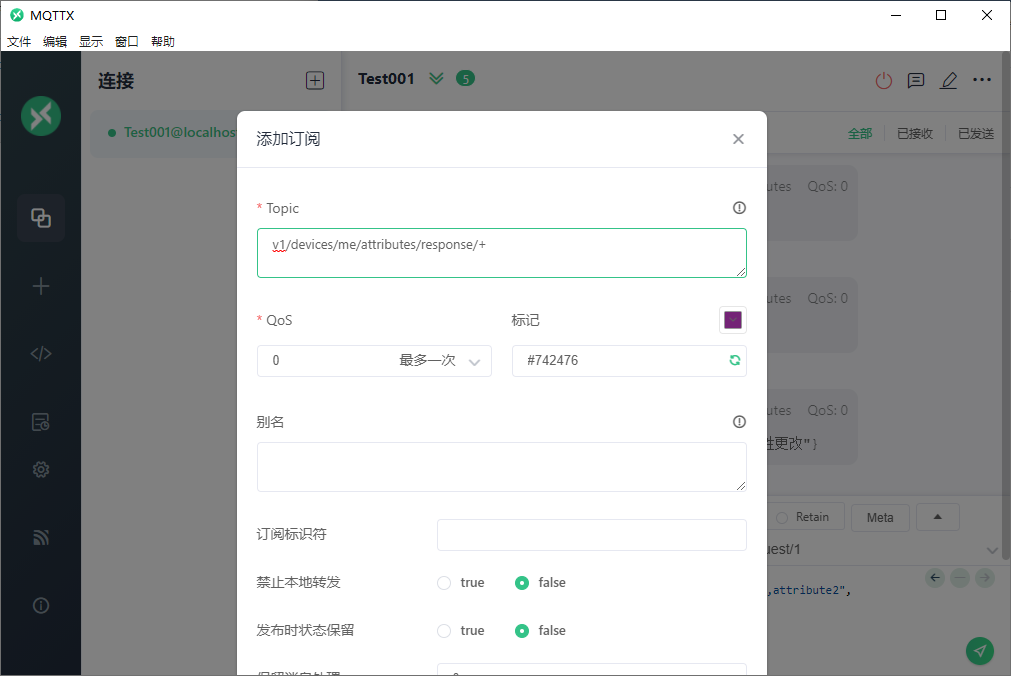 MQTTX
文件 编辑 显示 窗口 帮助
连接
Test001 5
Test001@localhos
全部 已接收 已发送
添加订阅
utes QoS: 0
* Topic
v1/devices/me/attributes/response/+
utes QoS: 0
* QoS 标记
0 最多一次 #742476
utes QoS: 0
别名
性更改"}
Retain Meta
订阅标识符
uest/1
禁止本地转发 true false
,attribute2",
发布时状态保留 true false